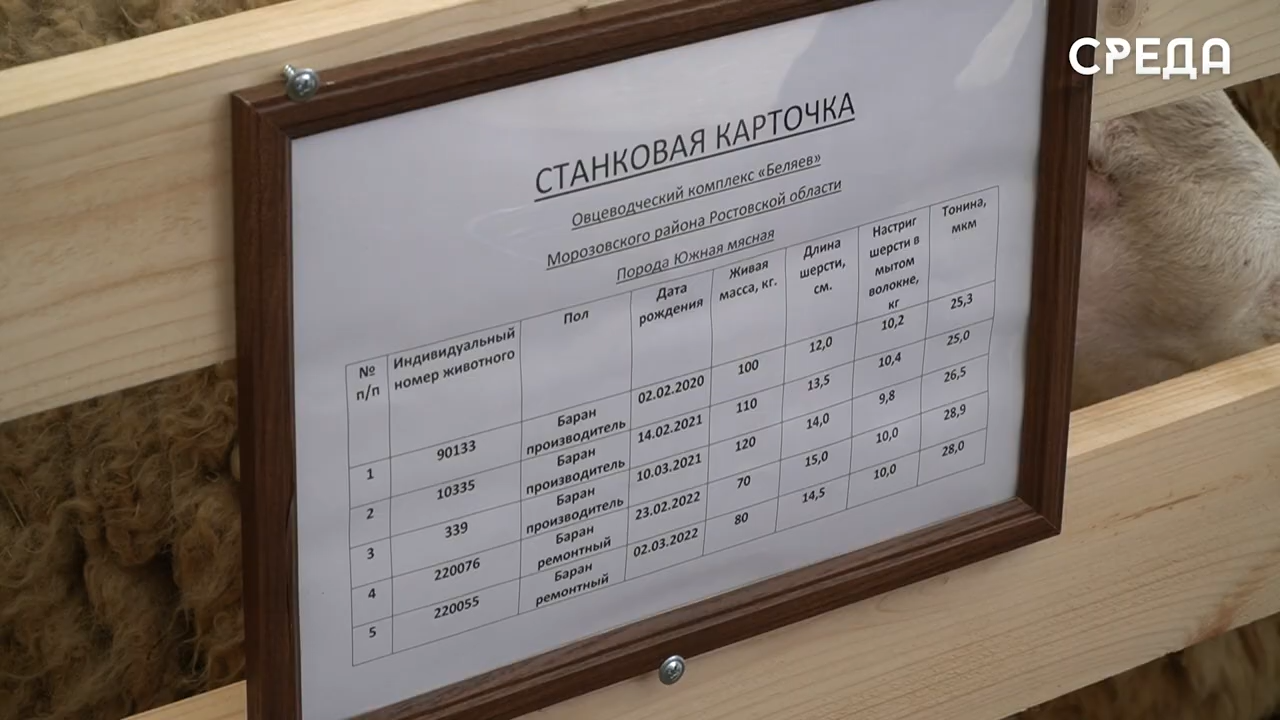 СРЕДА
СТАНКОВАЯ КАРТОЧКА
Овцеводческий комплекс «Беляев»
Морозовского района Ростовской области
Порода Южная мясная
№ п/п Индивидуальный номер животного Пол Дата рождения Живая масса, кг. Длина шерсти, см. Настриг шерсти в мытом волокне, кг Тонина, мкм
1 90133 Баран производитель 02.02.2020 100 12,0 10,2 25,3
2 10335 Баран производитель 14.02.2021 110 13,5 10,4 25,0
3 339 Баран производитель 10.03.2021 120 14,0 9,8 26,5
4 220076 Баран ремонтный 23.02.2022 70 15,0 10,0 28,9
5 220055 Баран ремонтный 02.03.2022 80 14,5 10,0 28,0